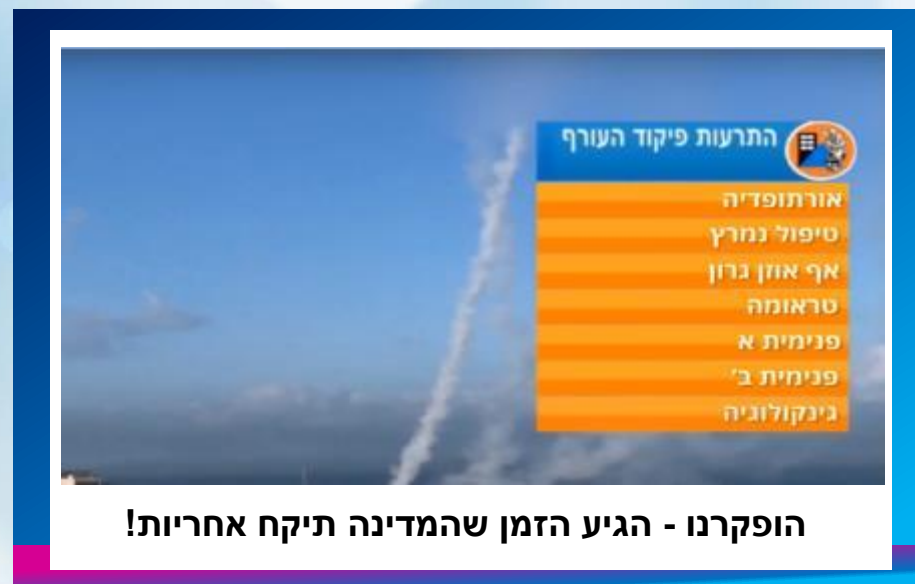 התרעות פיקוד העורף
אורתופדיה
טיפול נמרץ
אף אוזן גרון
טראומה
פנימית א
פנימית ב'
גינקולוגיה
הופקרנו - הגיע הזמן שהמדינה תיקח אחריות!